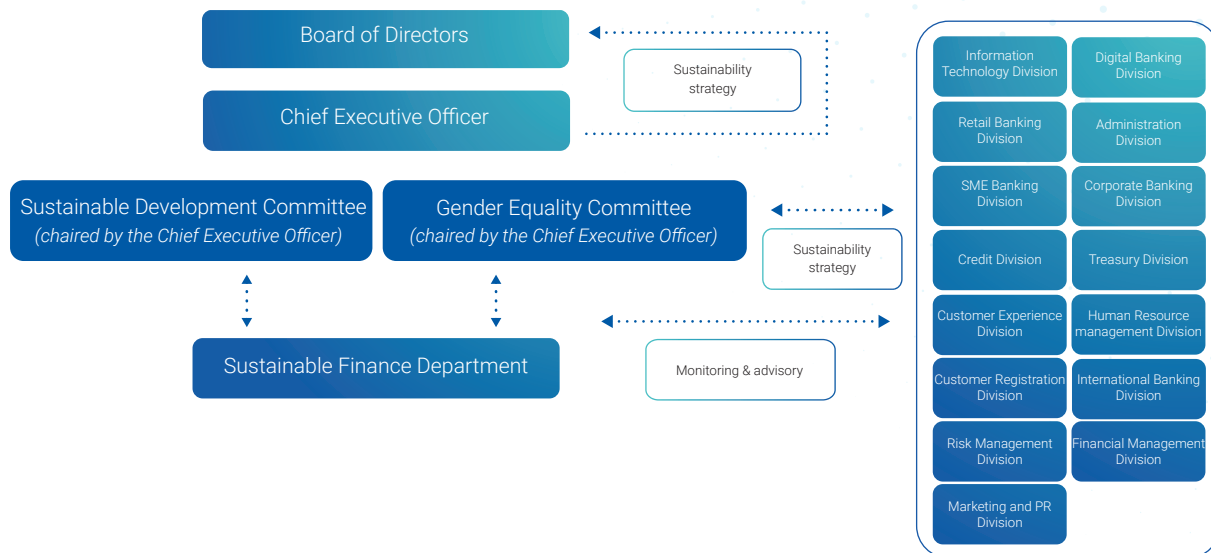 Board of Directors
Sustainability
strategy
Chief Executive Officer
Sustainable Development Committee
(chaired by the Chief Executive Officer)
Gender Equality Committee
(chaired by the Chief Executive Officer)
Sustainability
strategy
Sustainable Finance Department
Monitoring & advisory
Information
Technology Division
Digital Banking
Division
Retail Banking
Division
Administration
Division
SME Banking
Division
Corporate Banking
Division
Credit Division
Treasury Division
Customer Experience
Division
Human Resource
management Division
Customer Registration
Division
International Banking
Division
Risk Management
Division
Financial Management
Division
Marketing and PR
Division